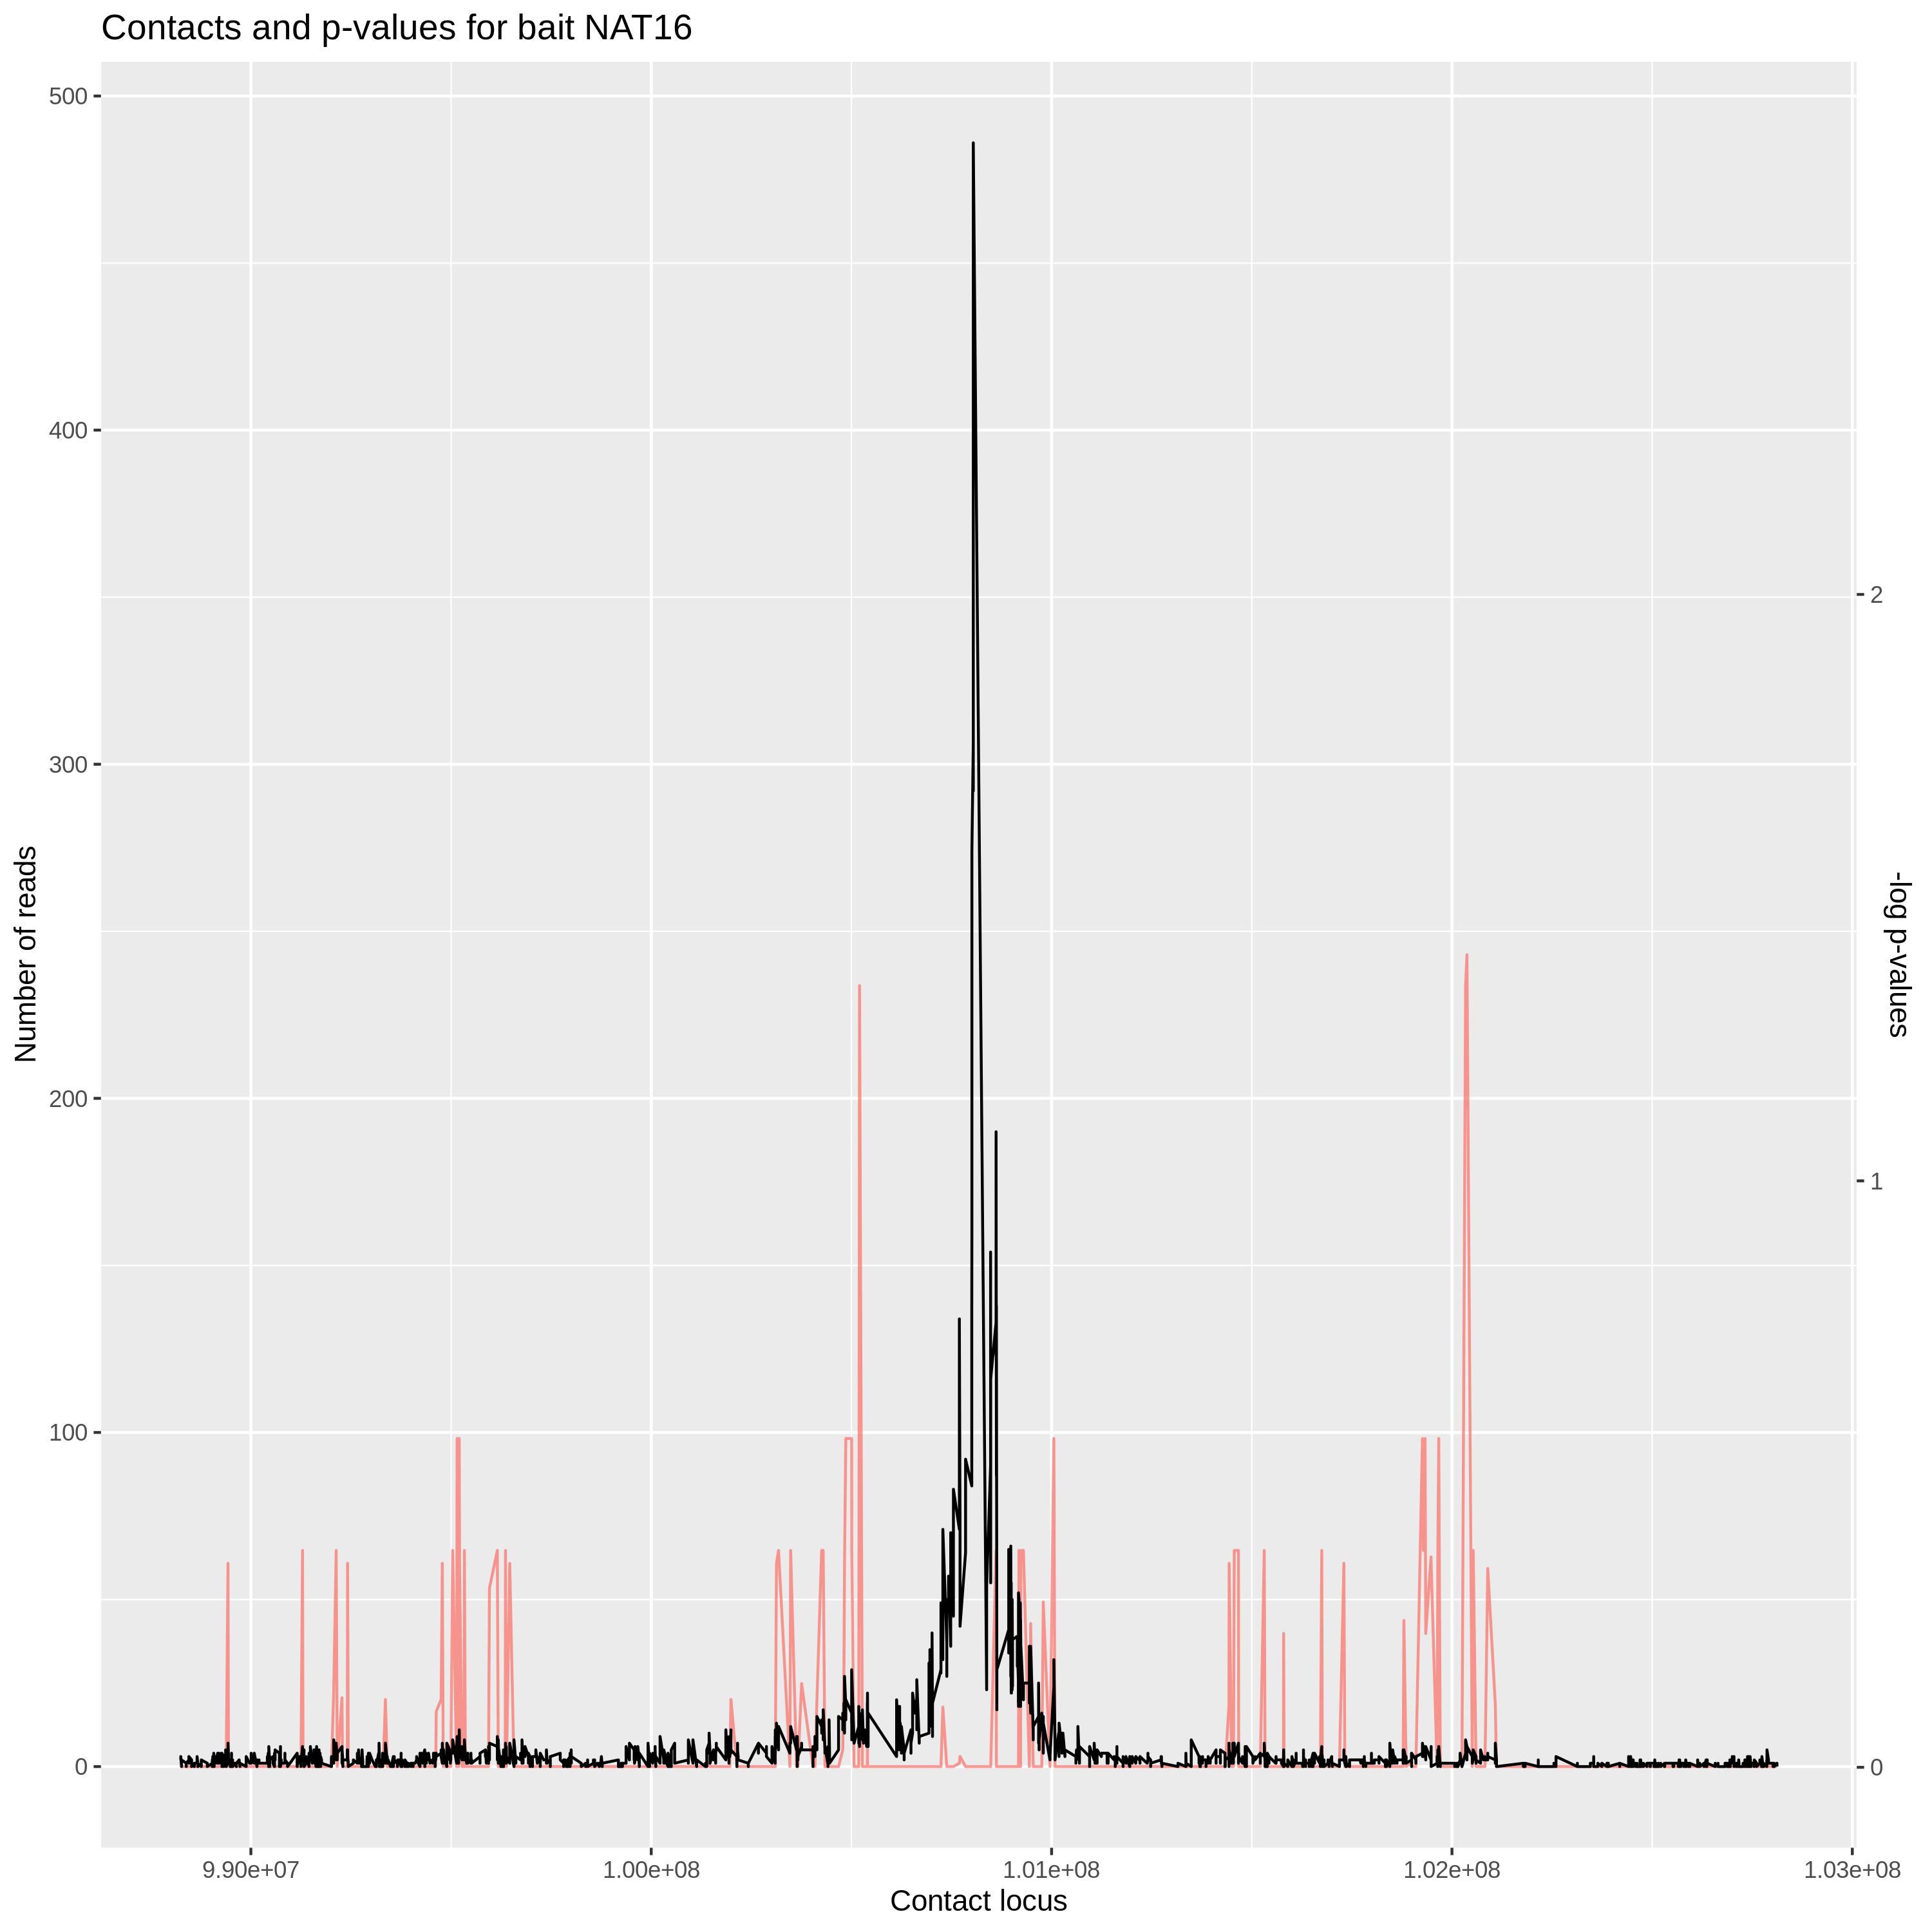 Contacts and p-values for bait NAT16
500
400
300
200
100
0
Number of reads
2
1
0
-log p-values
9.90e+07 1.00e+08 1.01e+08 1.02e+08 1.03e+08
Contact locus